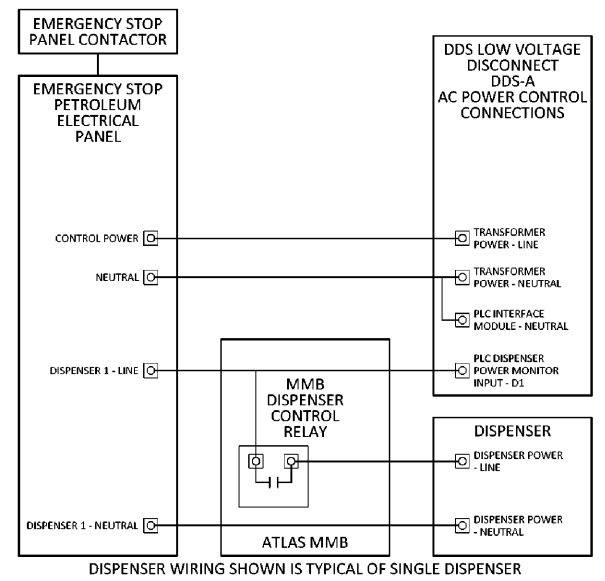 EMERGENCY STOP
PANEL CONTACTOR
EMERGENCY STOP
PETROLEUM
ELECTRICAL
PANEL
DDS LOW VOLTAGE
DISCONNECT
DDS-A
AC POWER CONTROL
CONNECTIONS
CONTROL POWER
TRANSFORMER
POWER - LINE
NEUTRAL
TRANSFORMER
POWER - NEUTRAL
PLC INTERFACE
MODULE - NEUTRAL
DISPENSER 1 - LINE
PLC DISPENSER
POWER MONITOR
INPUT - D1
MMB
DISPENSER
CONTROL
RELAY
DISPENSER
DISPENSER POWER
- LINE
DISPENSER 1 - NEUTRAL
DISPENSER POWER
- NEUTRAL
ATLAS MMB
DISPENSER WIRING SHOWN IS TYPICAL OF SINGLE DISPENSER